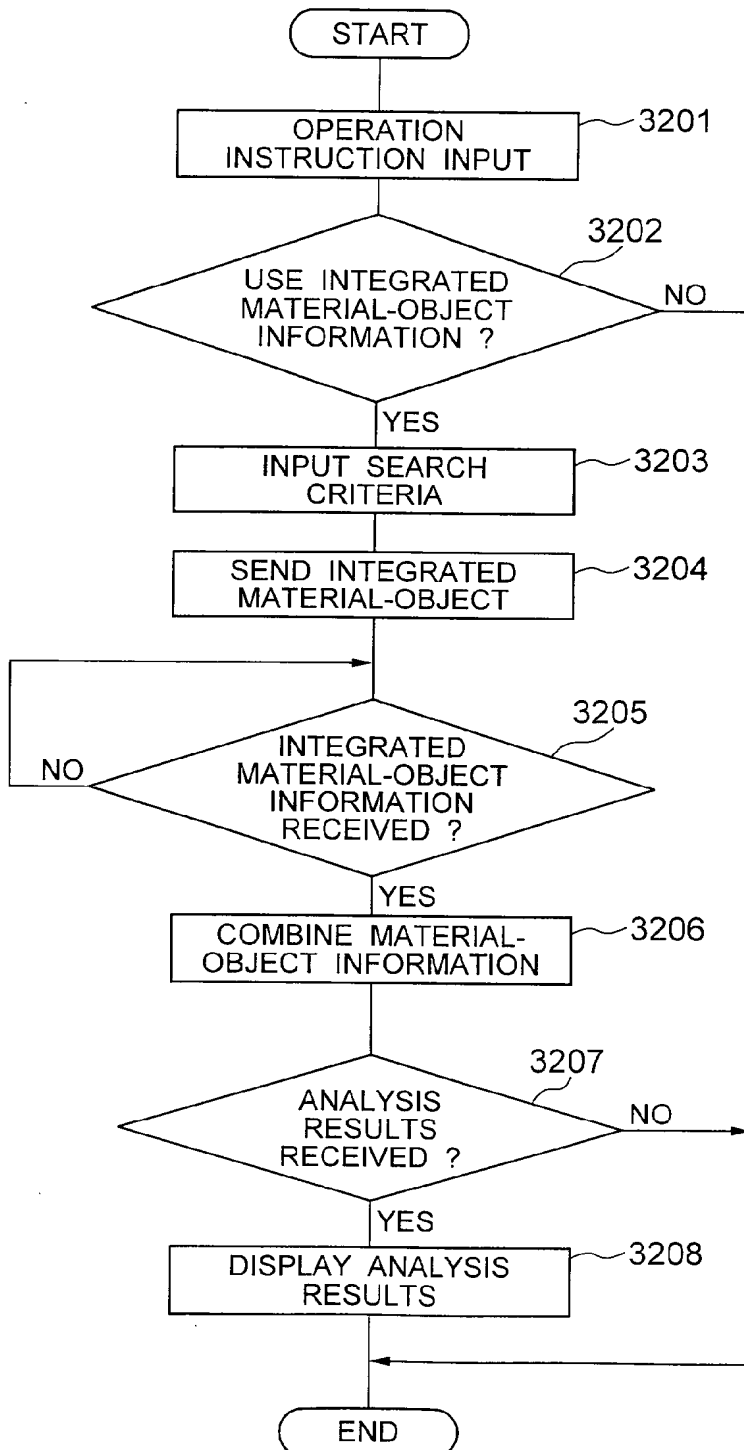 START
OPERATION
INSTRUCTION INPUT
3201
3202
USE INTEGRATED
MATERIAL-OBJECT
INFORMATION ?
NO
YES
INPUT SEARCH
CRITERIA
3203
SEND INTEGRATED
MATERIAL-OBJECT
3204
3205
INTEGRATED
MATERIAL-OBJECT
INFORMATION
RECEIVED ?
NO
YES
COMBINE MATERIAL-
OBJECT INFORMATION
3206
3207
ANALYSIS
RESULTS
RECEIVED ?
NO
YES
DISPLAY ANALYSIS
RESULTS
3208
END